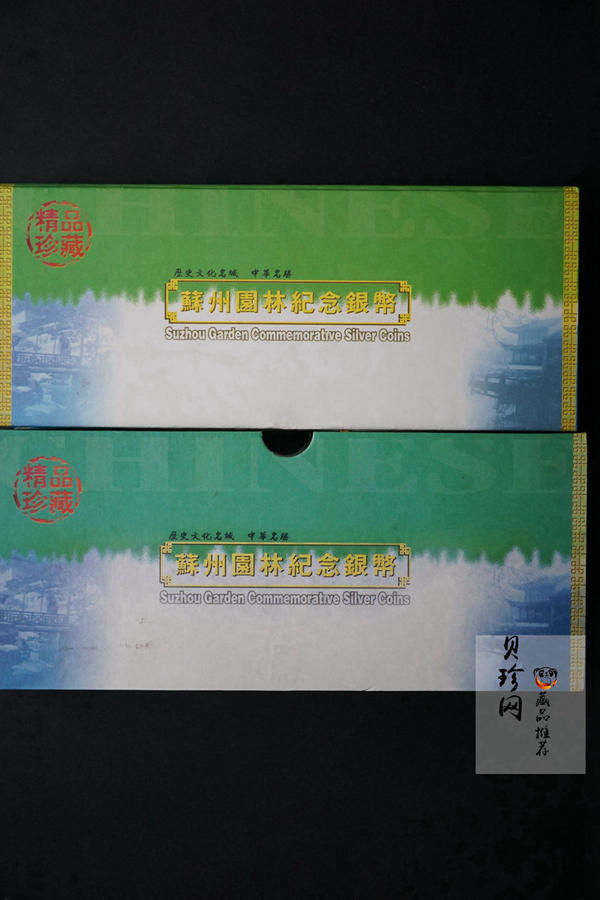 CHINESE
精品
珍藏
歷史文化名城 中華名勝
蘇州園林紀念銀幣
Suzhou Garden Commemorative Silver Coins
CHINESE
精品
珍藏
歷史文化名城 中華名勝
蘇州園林紀念銀幣
Suzhou Garden Commemorative Silver Coins
贝珍网
藏品推荐